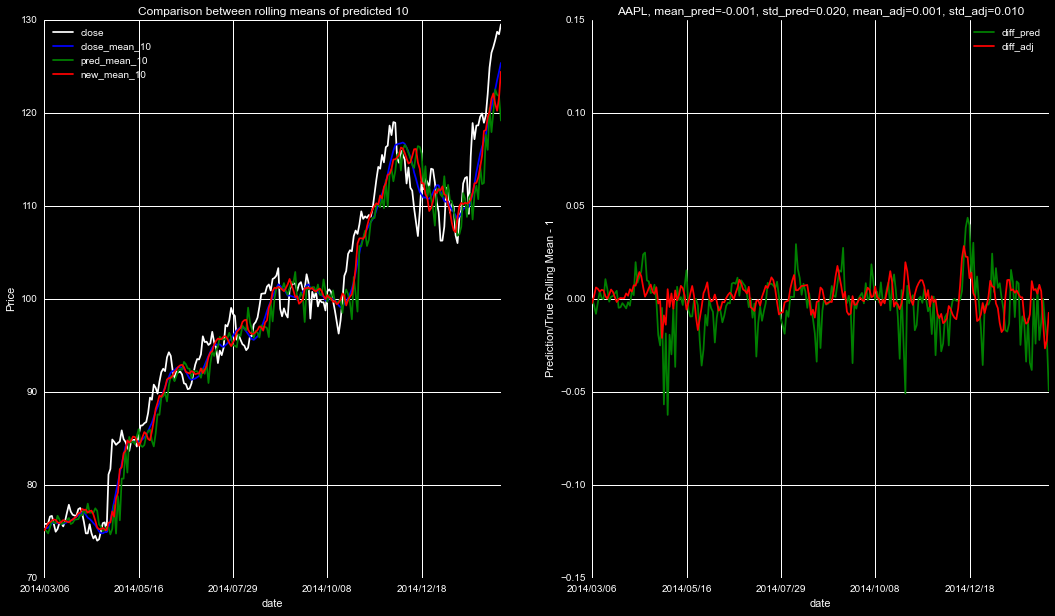 Comparison between rolling means of predicted 10
130
120
110
100
90
80
70
Price
close
close_mean_10
pred_mean_10
new_mean_10
2014/03/06
2014/05/16
2014/07/29
2014/10/08
2014/12/18
date
AAPL, mean_pred=-0.001, std_pred=0.020, mean_adj=0.001, std_adj=0.010
0.15
0.10
0.05
0.00
−0.05
−0.10
−0.15
Prediction/True Rolling Mean - 1
diff_pred
diff_adj
2014/03/06
2014/05/16
2014/07/29
2014/10/08
2014/12/18
date